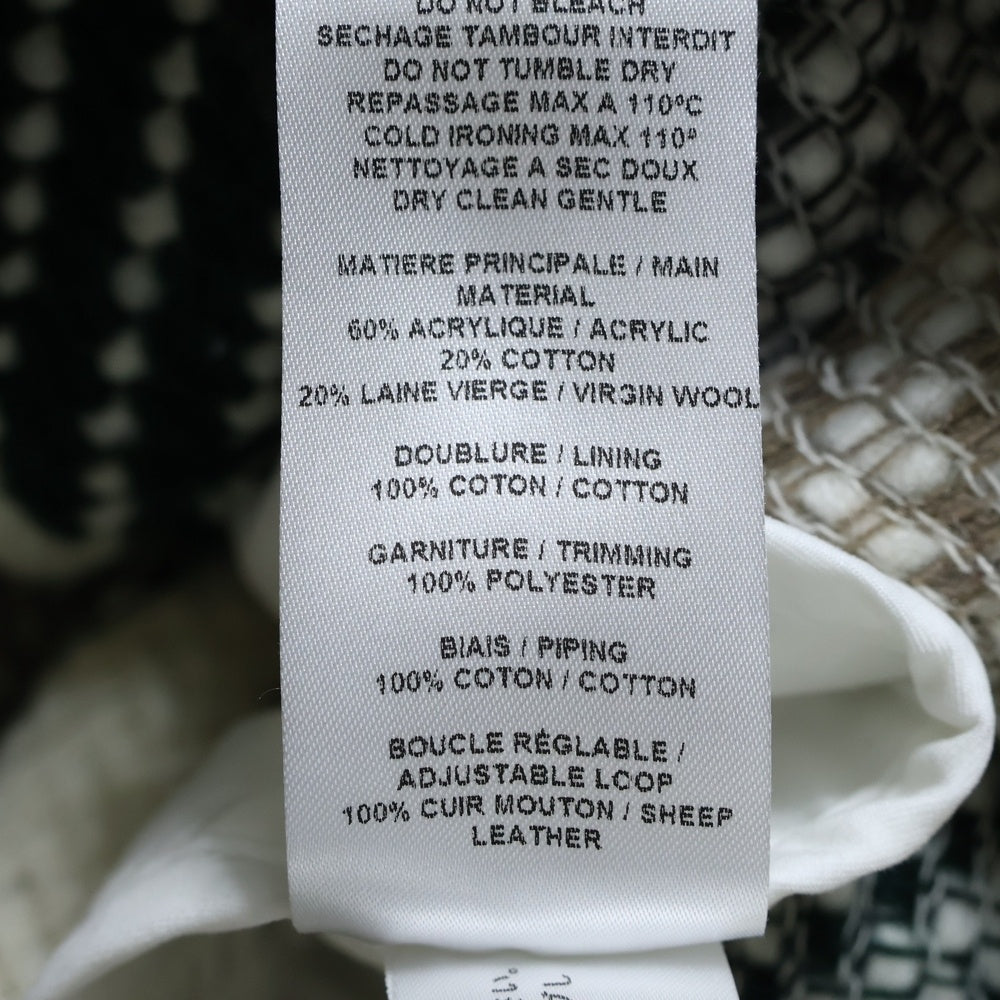 DO NOT BLEACH
SECHAGE TAMBOUR INTERDIT
DO NOT TUMBLE DRY
REPASSAGE MAX A 110°C
COLD IRONING MAX 110°
NETTOYAGE A SEC DOUX
DRY CLEAN GENTLE
MATIERE PRINCIPALE / MAIN
MATERIAL
60% ACRYLIQUE / ACRYLIC
20% COTTON
20% LAINE VIERGE / VIRGIN WOOL
DOUBLURE / LINING
100% COTON / COTTON
GARNITURE / TRIMMING
100% POLYESTER
BIAIS / PIPING
100% COTON / COTTON
BOUCLE RÉGLABLE /
ADJUSTABLE LOOP
100% CUIR MOUTON / SHEEP
LEATHER